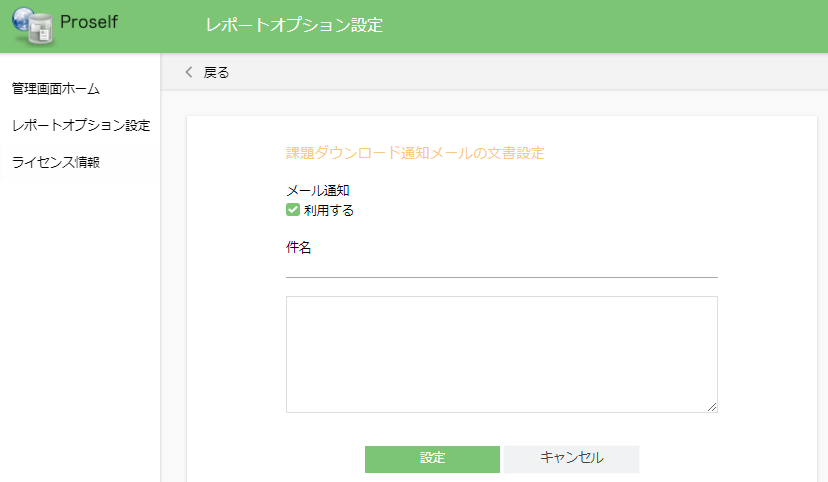 Proself
レポートオプション設定
管理画面ホーム
レポートオプション設定
ライセンス情報
戻る
課題ダウンロード通知メールの文書設定
メール通知
利用する
件名
設定
キャンセル